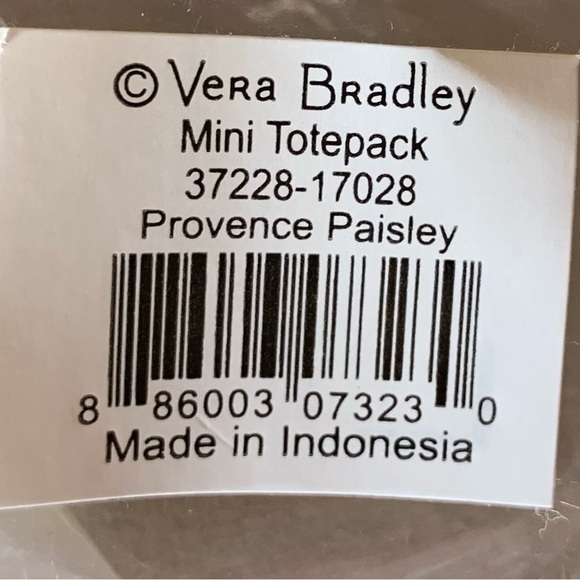 © Vera Bradley
Mini Totepack
37228-17028
Provence Paisley
8 86003 07323 0
Made in Indonesia